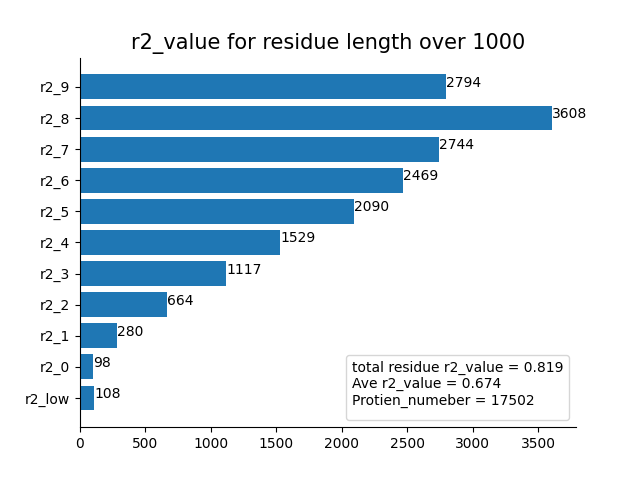 r2_value for residue length over 1000
r2_9 2794
r2_8 3608
r2_7 2744
r2_6 2469
r2_5 2090
r2_4 1529
r2_3 1117
r2_2 664
r2_1 280
r2_0 98
r2_low 108
total residue r2_value = 0.819
Ave r2_value = 0.674
Protien_numeber = 17502
0 500 1000 1500 2000 2500 3000 3500